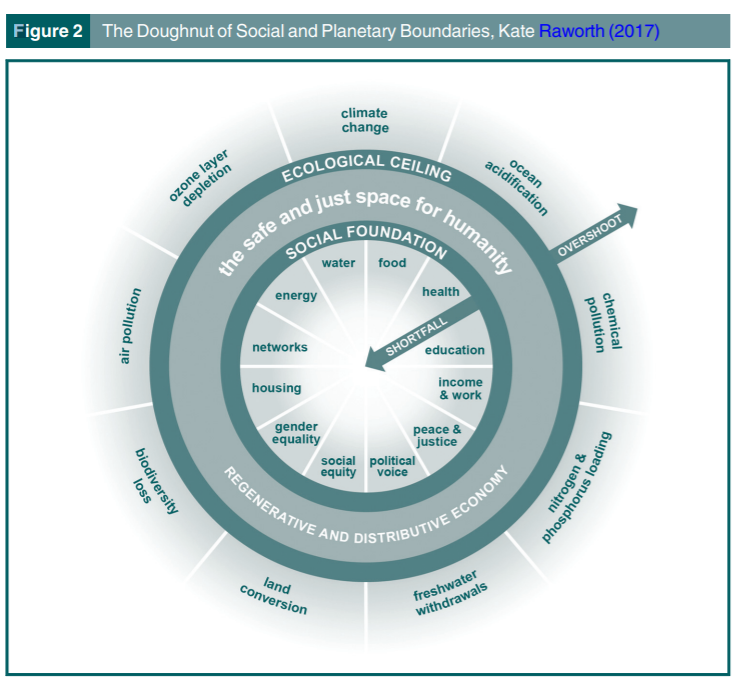 Figure 2 The Doughnut of Social and Planetary Boundaries, Kate Raworth (2017)
climate
change
ocean
acidification
OVERSHOOT
chemical
pollution
nitrogen &
phosphorus loading
freshwater
withdrawals
land
conversion
biodiversity
loss
air pollution
ozone layer
depletion
ECOLOGICAL CEILING
the safe and just space for humanity
SOCIAL FOUNDATION
water
food
health
SHORTFALL
education
income
& work
peace &
justice
political
voice
social
equity
gender
equality
housing
networks
energy
REGENERATIVE AND DISTRIBUTIVE ECONOMY